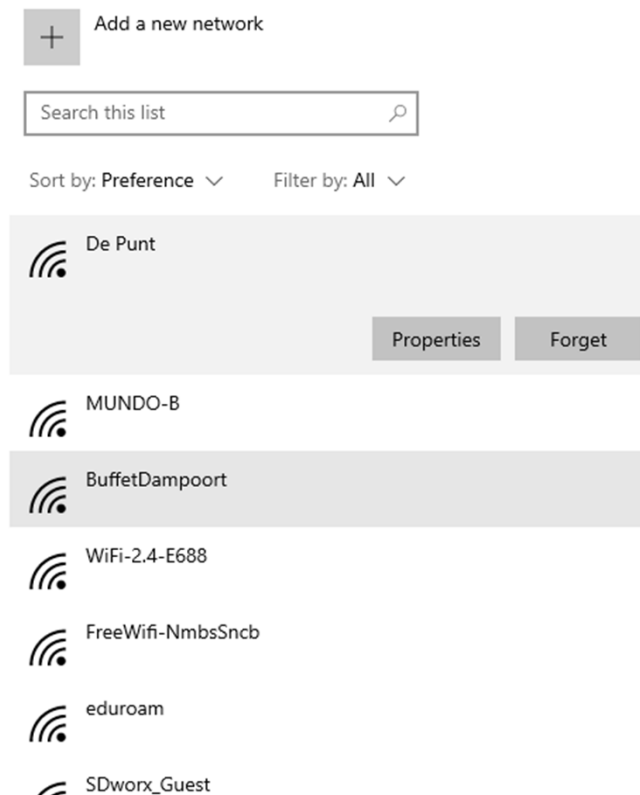 Add a new network
Search this list
Sort by: Preference Filter by: All
De Punt
Properties Forget
MUNDO-B
BuffetDampoort
WiFi-2.4-E688
FreeWifi-NmbsSncb
eduroam
SDworx_Guest